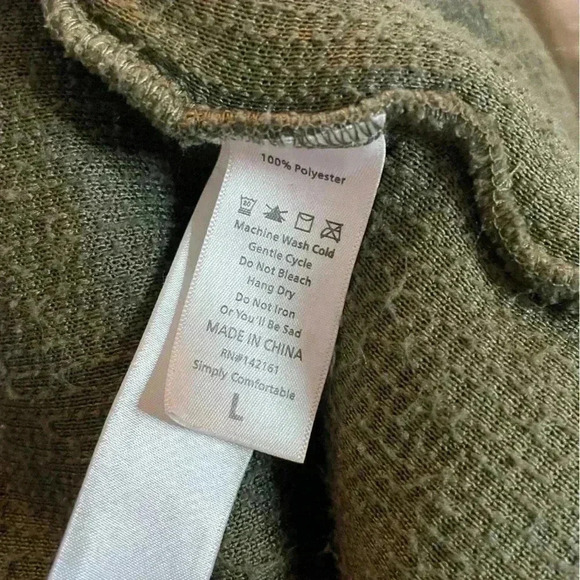 100% Polyester
30
Machine Wash Cold
Gentle Cycle
Do Not Bleach
Hang Dry
Do Not Iron
Or You'll Be Sad
MADE IN CHINA
RN#142161
Simply Comfortable
L